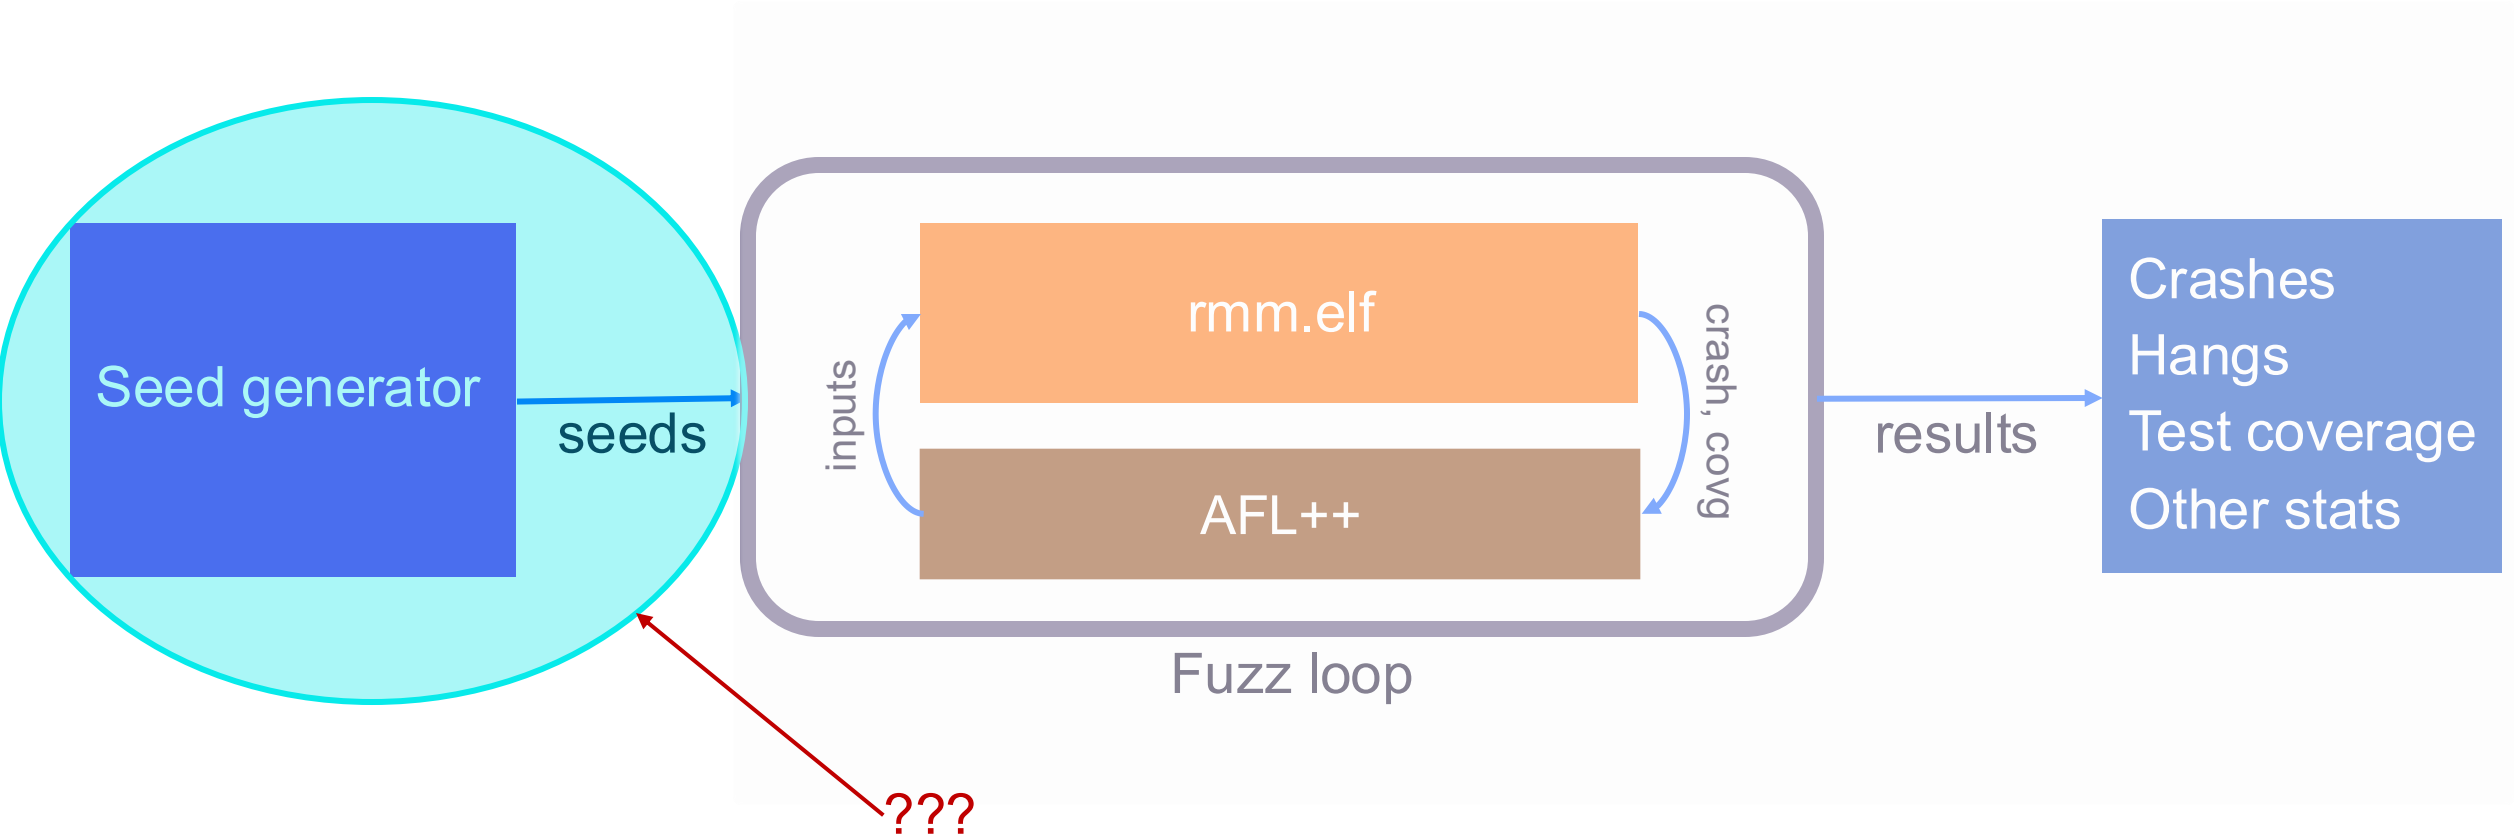 Seed generator
seeds
inputs
rmm.elf
AFL++
crash, covg
Fuzz loop
results
Crashes
Hangs
Test coverage
Other stats
???